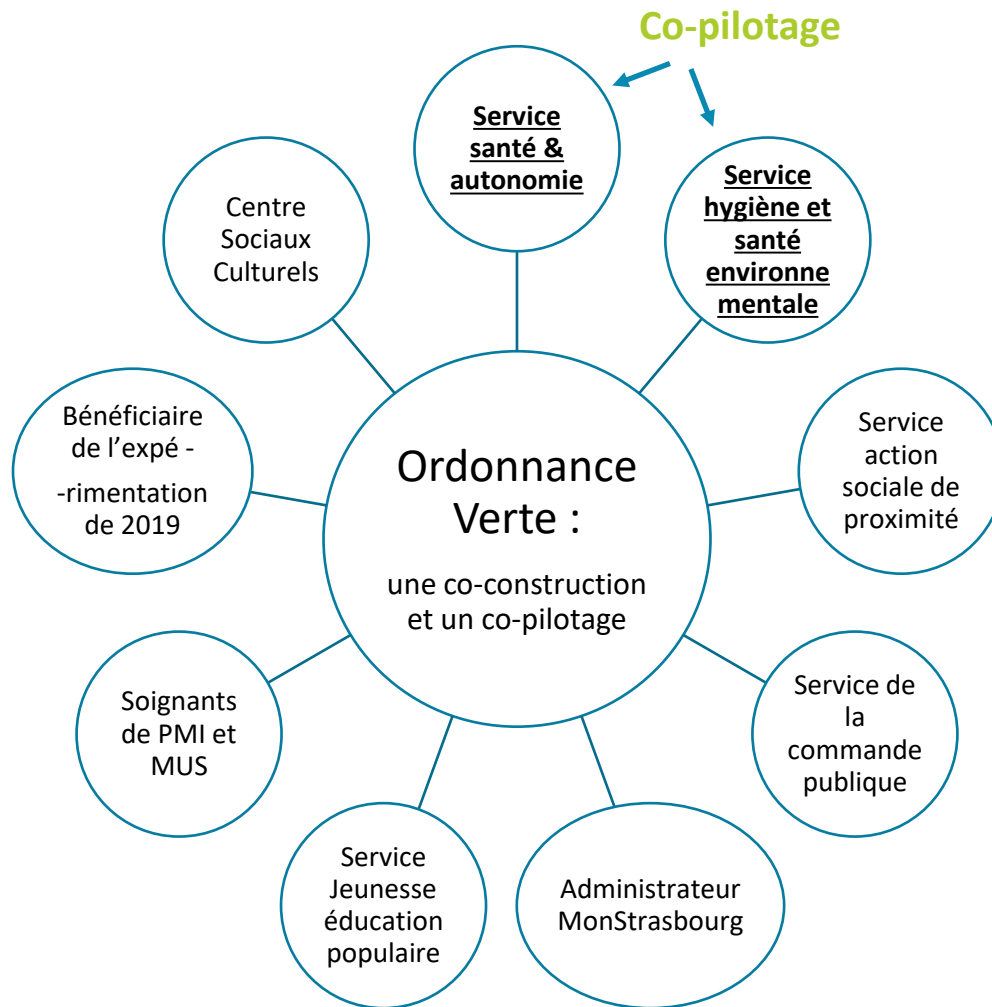 Co-pilotage
Service
santé &
autonomie
Service
hygiène et
santé
environne
mentale
Service
action
sociale de
proximité
Service de
la
commande
publique
Administrateur
MonStrasbourg
Service
Jeunesse
éducation
populaire
Soignants
de PMI et
MUS
Bénéficiaire
de l’expé -
-rimentation
de 2019
Centre
Sociaux
Culturels
Ordonnance
Verte :
une co-construction
et un co-pilotage